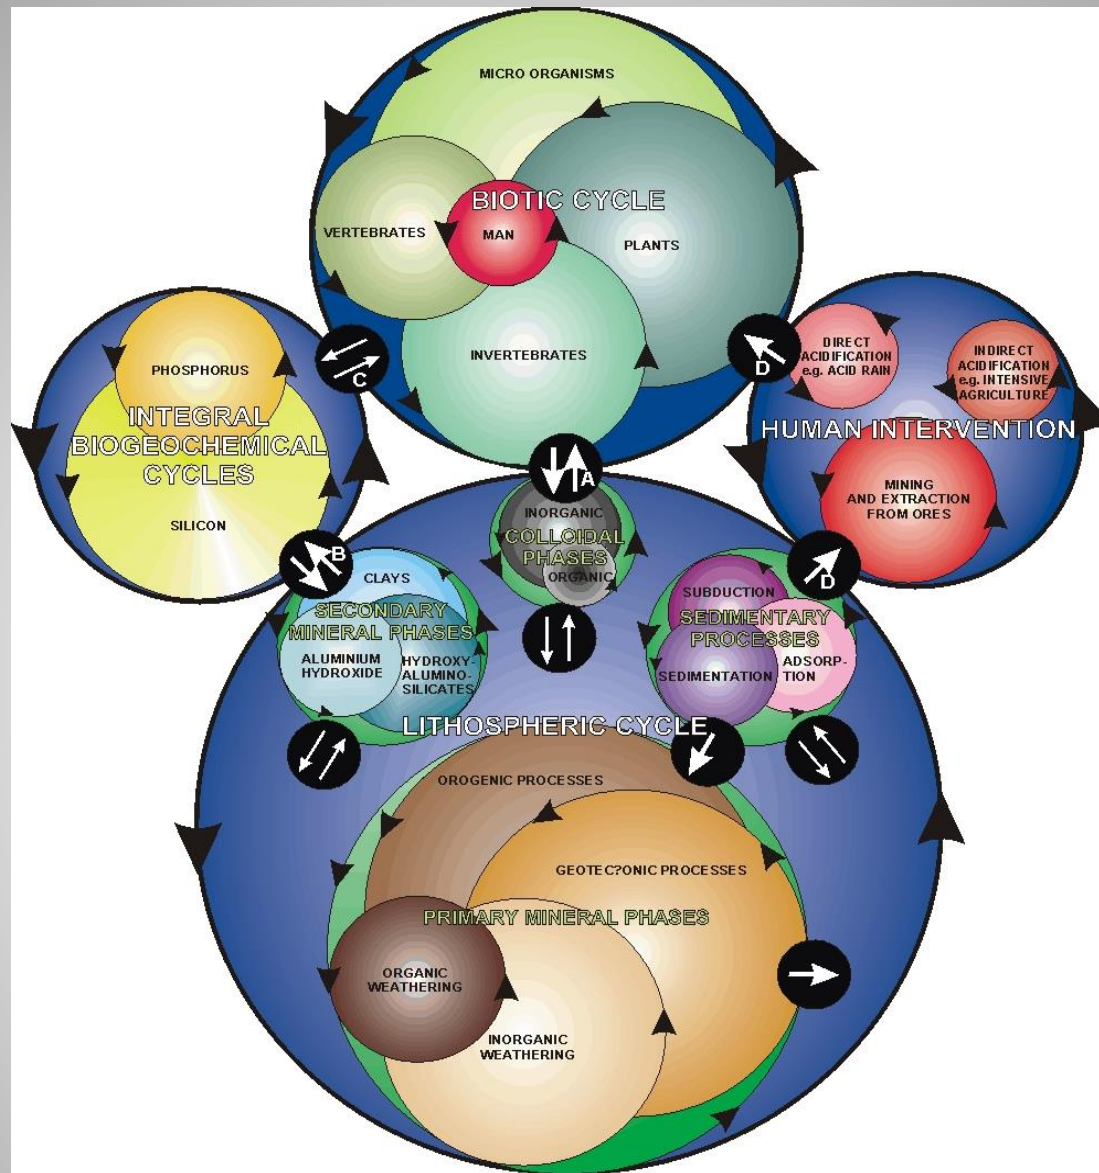 MICRO ORGANISMS
BIOTIC CYCLE
VERTEBRATES
MAN
PLANTS
INVERTEBRATES
C
D
A
PHOSPHORUS
INTEGRAL
BIOGEOCHEMICAL
CYCLES
SILICON
B
DIRECT
ACIDIFICATION
e.g. ACID RAIN
INDIRECT
ACIDIFICATION
e.g. INTENSIVE
AGRICULTURE
HUMAN INTERVENTION
MINING
AND EXTRACTION
FROM ORES
D
INORGANIC
COLLOIDAL
PHASES
ORGANIC
CLAYS
SECONDARY
MINERAL PHASES
ALUMINIUM
HYDROXIDE
HYDROXY-
ALUMINO-
SILICATES
SUBDUCTION
SEDIMENTARY
PROCESSES
SEDIMENTATION
ADSORP-
TION
LITHOSPHERIC CYCLE
OROGENIC PROCESSES
GEOTEC?ONIC PROCESSES
PRIMARY MINERAL PHASES
ORGANIC
WEATHERING
INORGANIC
WEATHERING